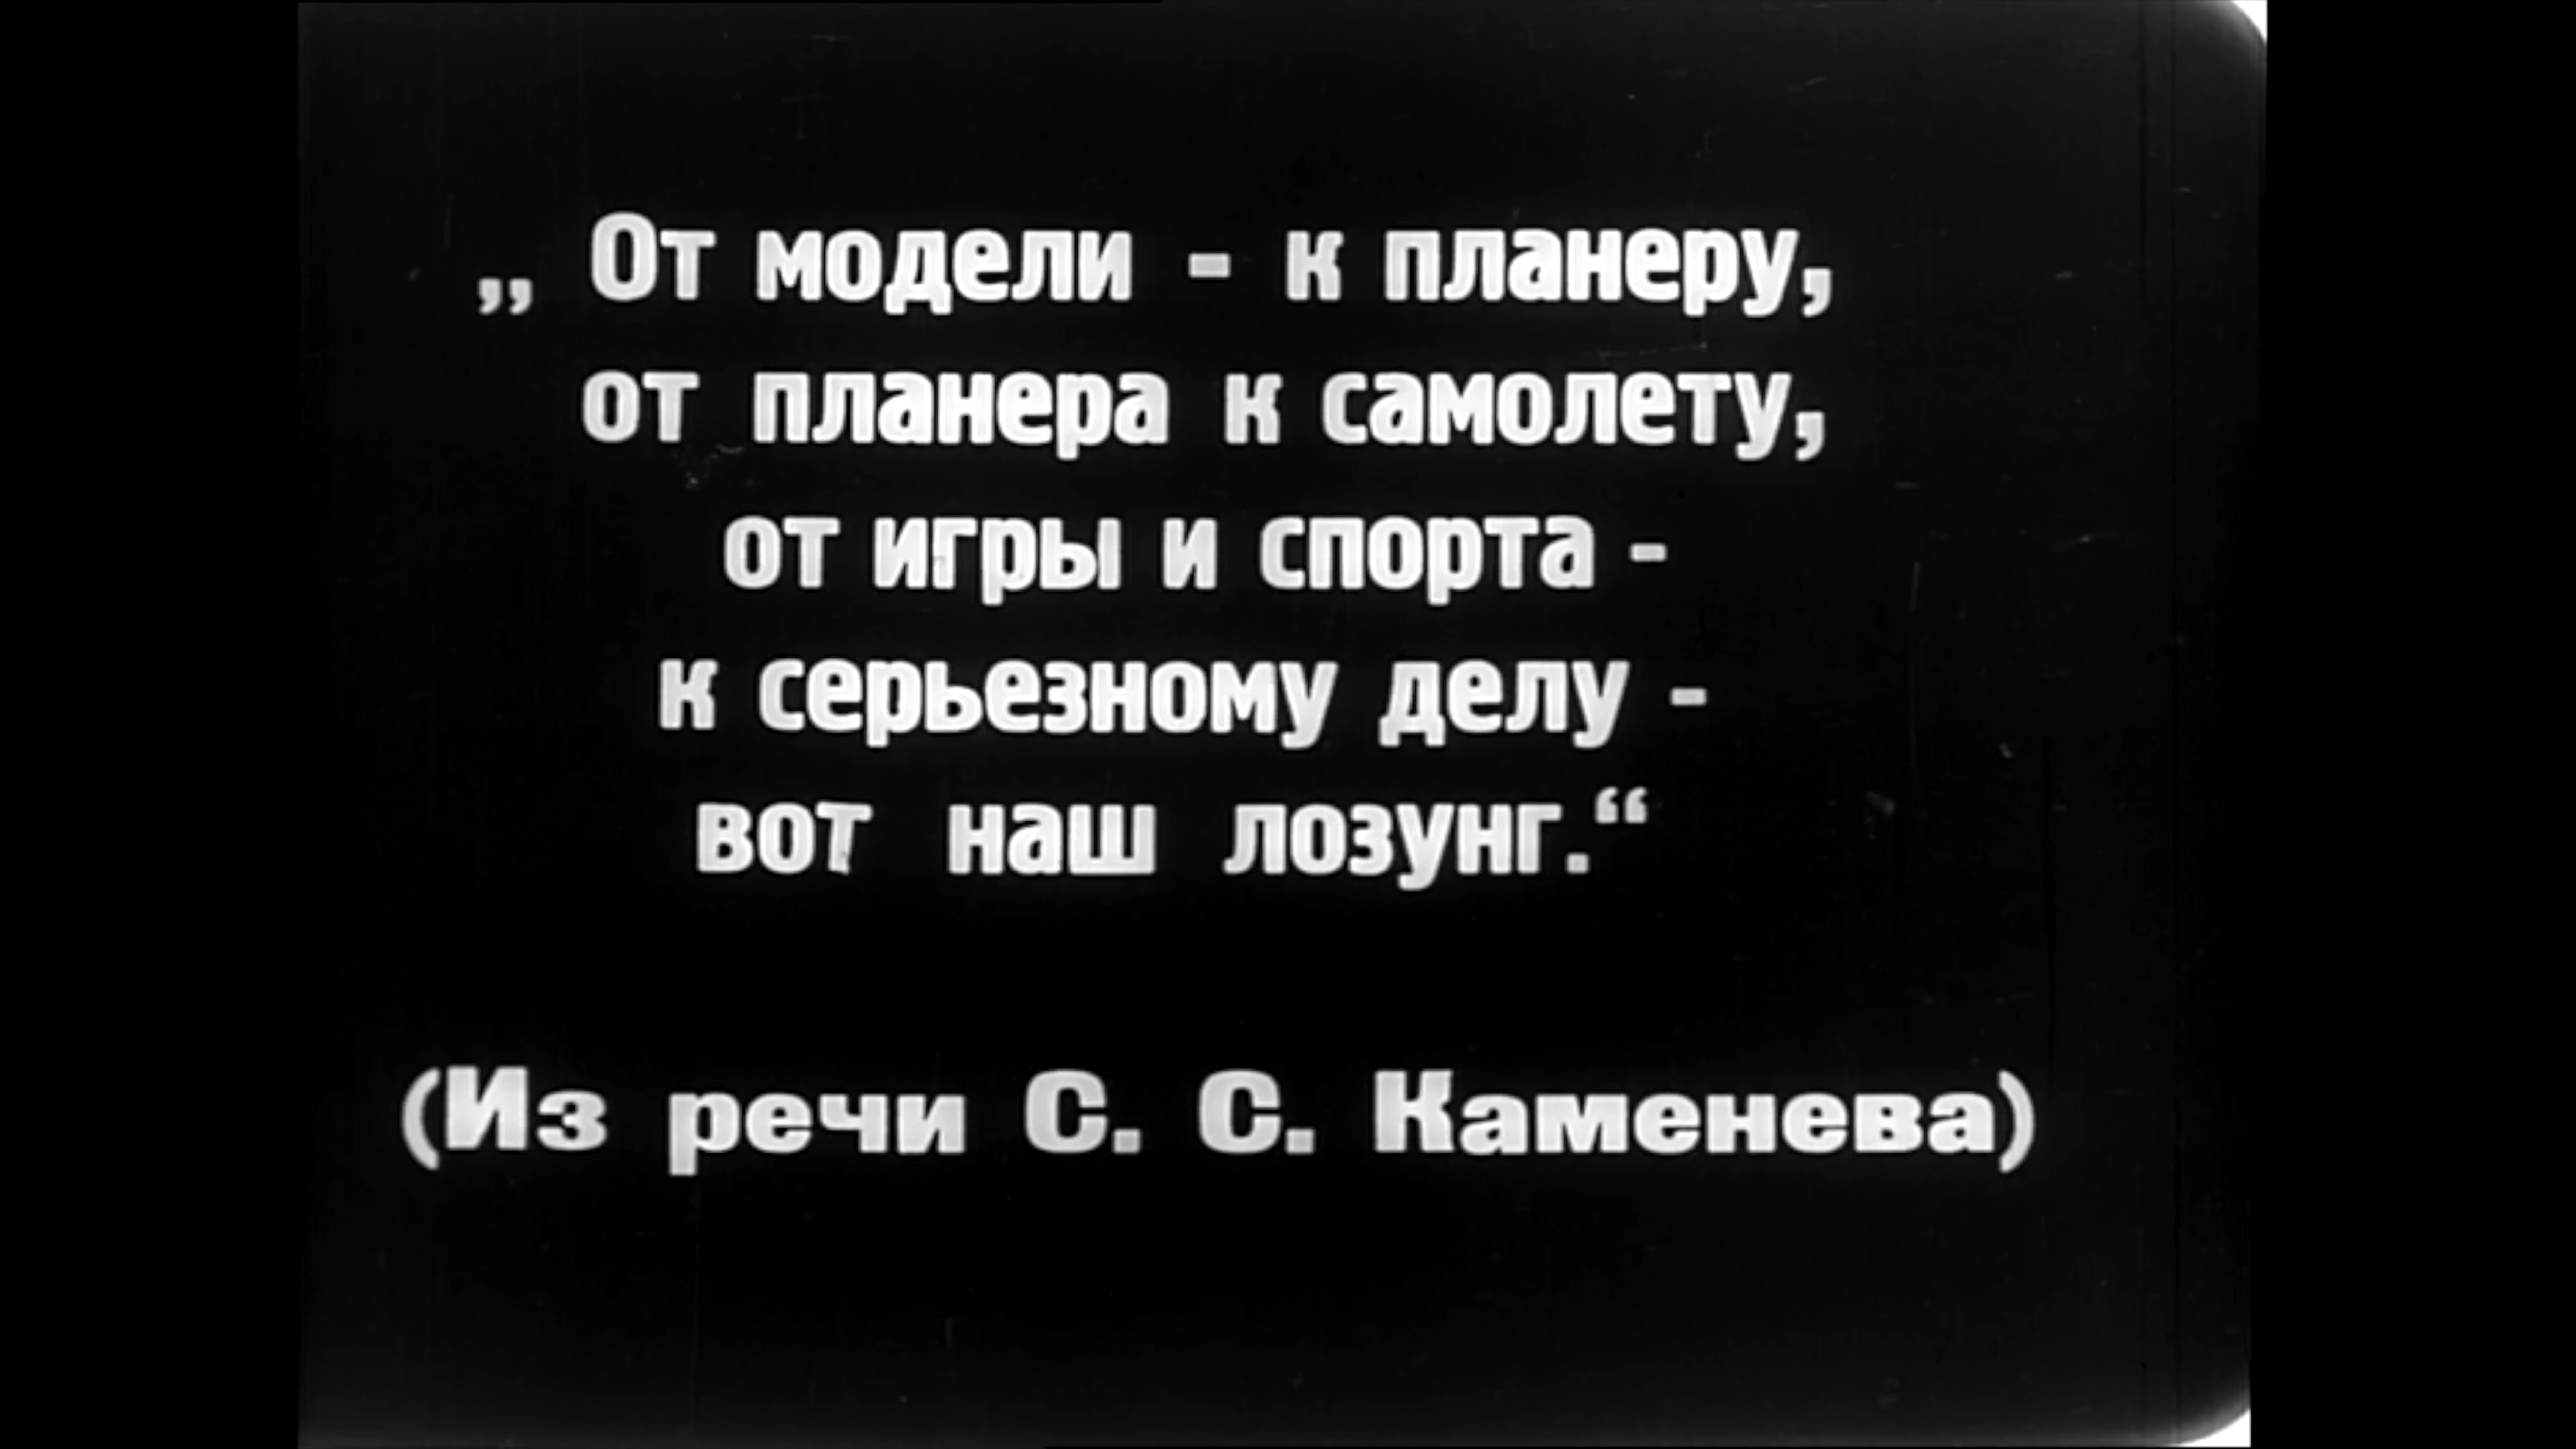 „ От модели - к планеру,
от планера к самолету,
от игры и спорта -
к серьезному делу -
вот наш лозунг.“
(Из речи С. С. Каменева)